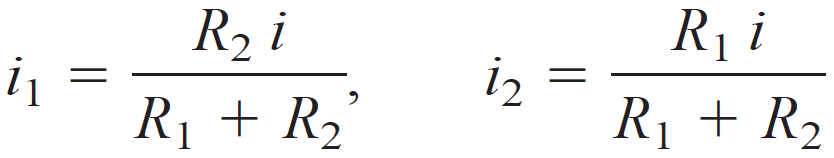 i₁ = R₂ i / (R₁ + R₂), i₂ = R₁ i / (R₁ + R₂)